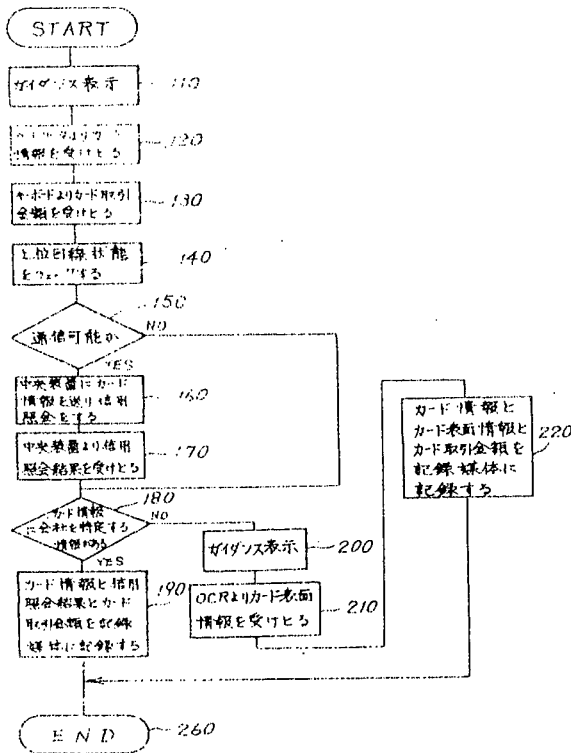 START
ガイダンス表示
110
情報を受けとる
120
キーボードよりカード取引
金額を受けとる
130
上位回線状態
をチェックする
140
150
通信可能か
NO
YES
中央装置にカード
情報を送り信用
照会をする
160
中央装置より信用
照会結果を受けとる
170
180
カード情報
に会社を特定する
情報がある
NO
YES
カード情報と信用
照会結果とカード
取引金額を記録
媒体に記録する
190
ガイダンス表示
200
OCRよりカード表面
情報を受けとる
210
カード情報と
カード表面情報と
カード取引金額を
記録媒体に
記録する
220
END
260